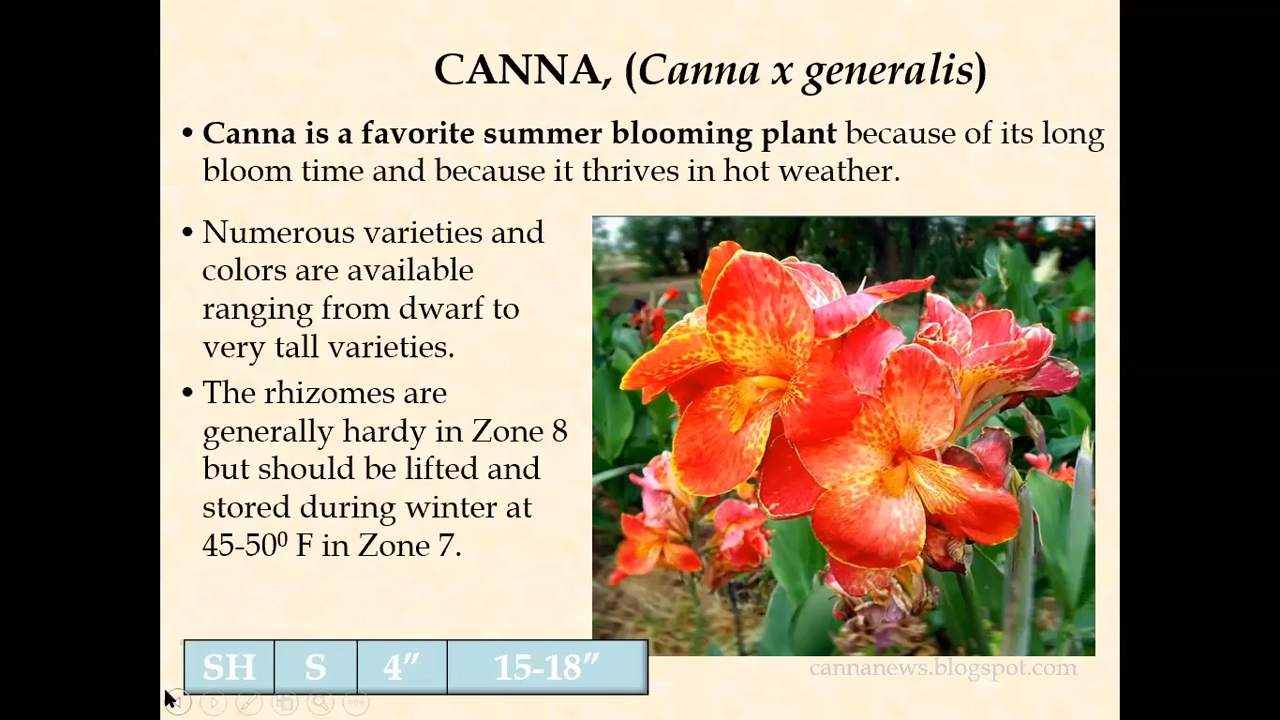 CANNA, (Canna x generalis)
• Canna is a favorite summer blooming plant because of its long
bloom time and because it thrives in hot weather.
• Numerous varieties and
colors are available
ranging from dwarf to
very tall varieties.
• The rhizomes are
generally hardy in Zone 8
but should be lifted and
stored during winter at
45-50⁰ F in Zone 7.
SH S 4” 15-18”
cannanews.blogspot.com